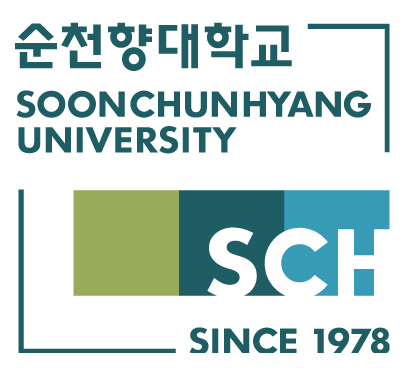 순천향대학교
SOONCHUNHYANG
UNIVERSITY
SCH
SINCE 1978